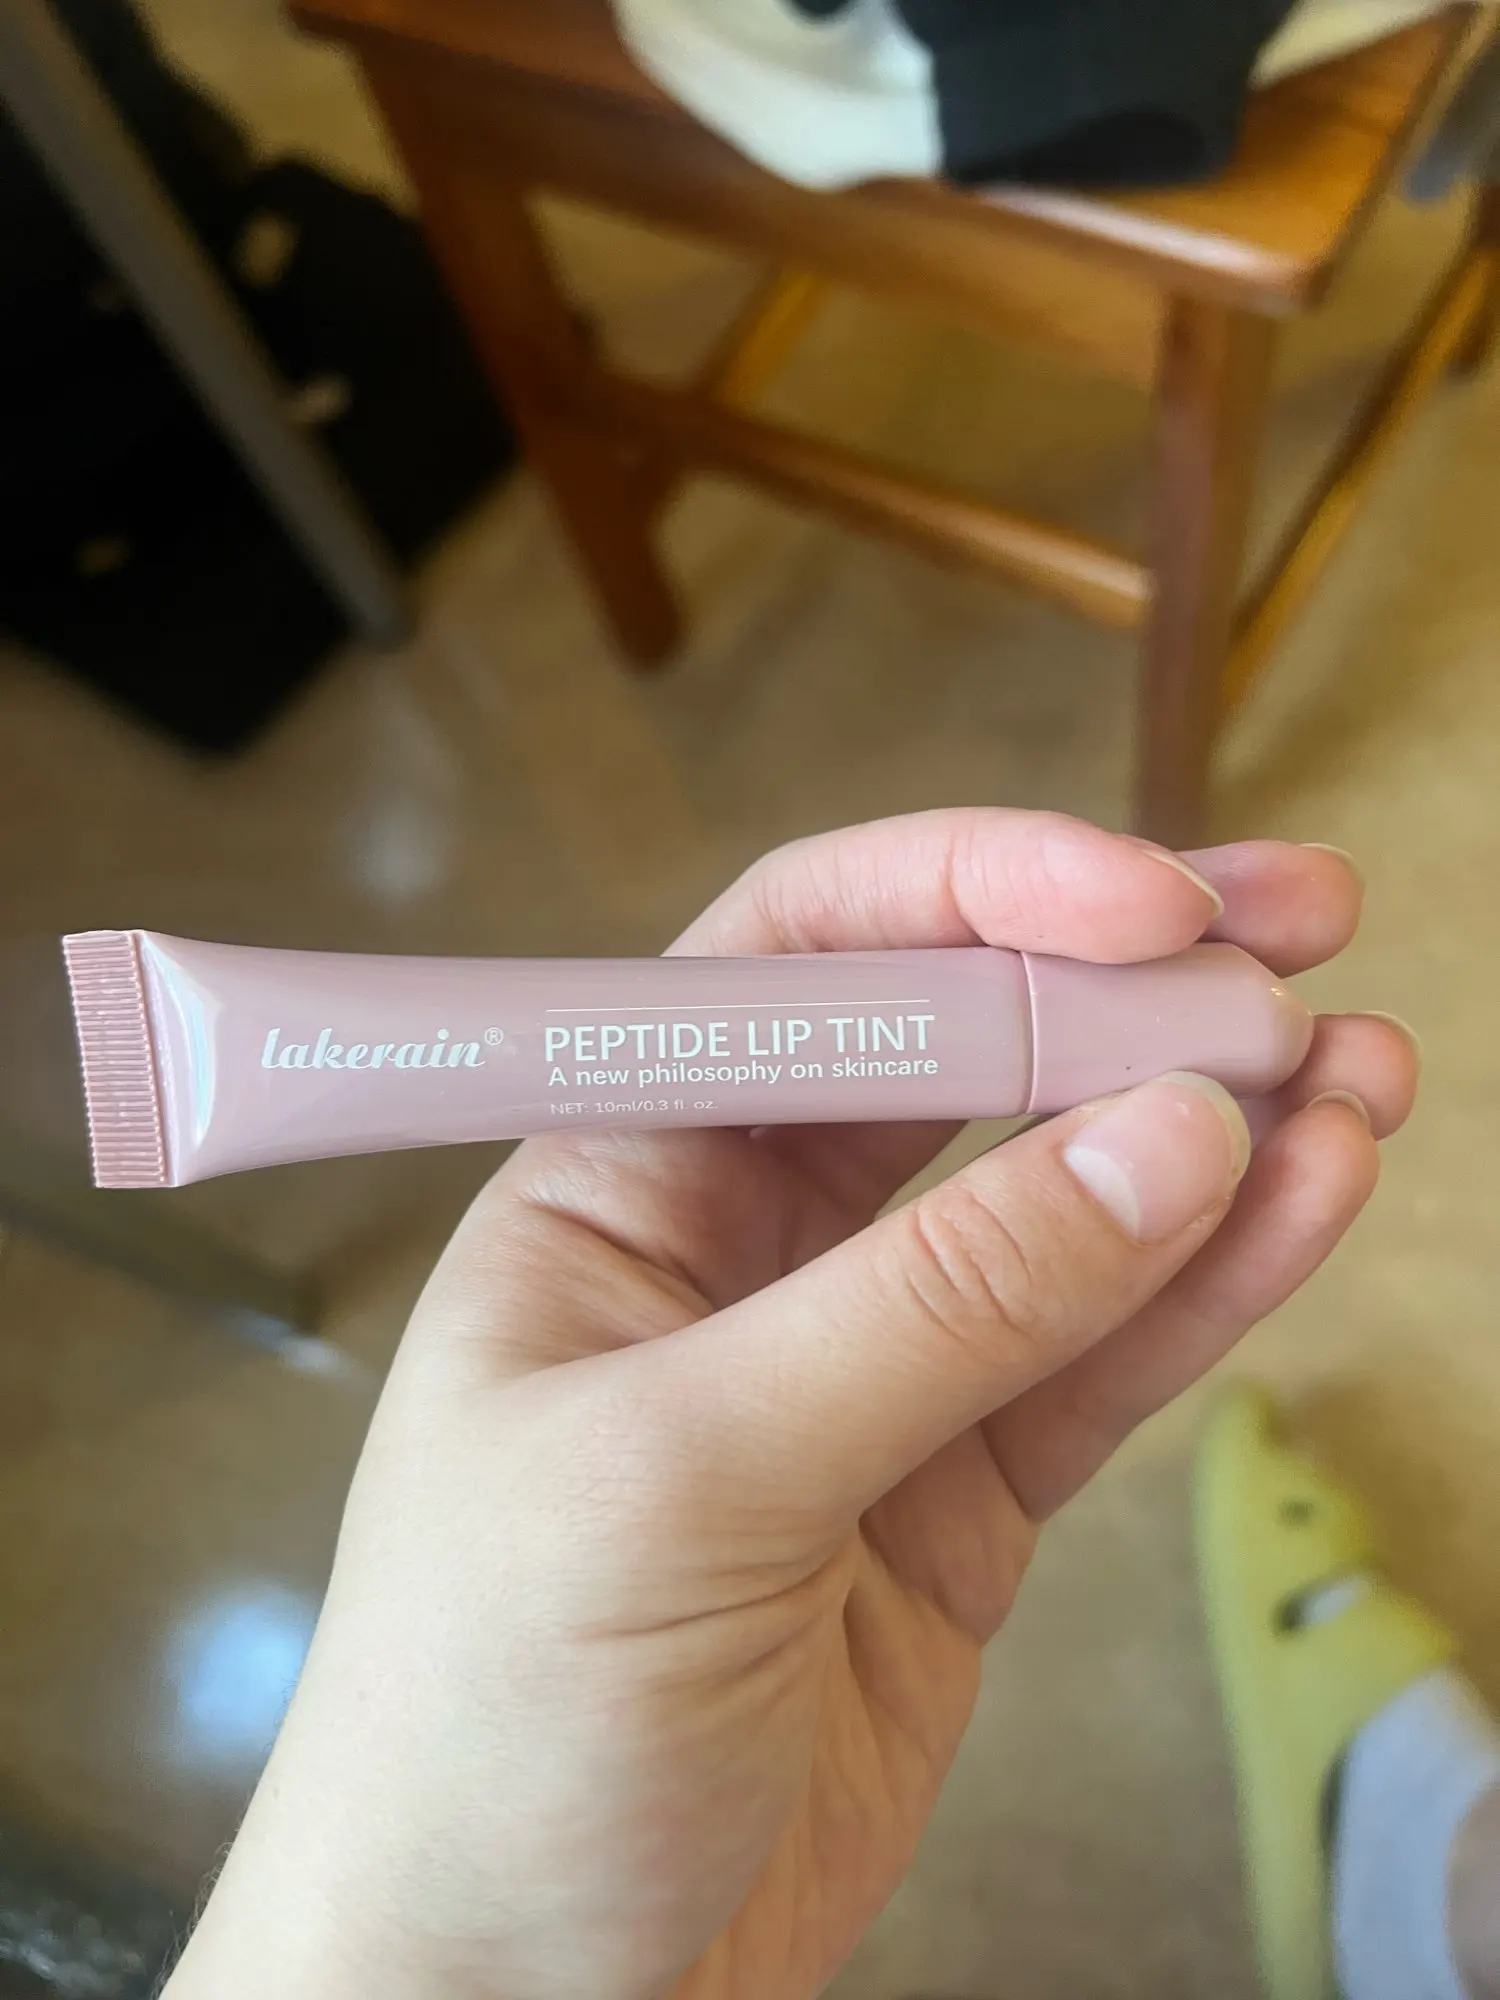 lakerain®
PEPTIDE LIP TINT
A new philosophy on skincare
NET: 10ml/0.3 fl. oz.